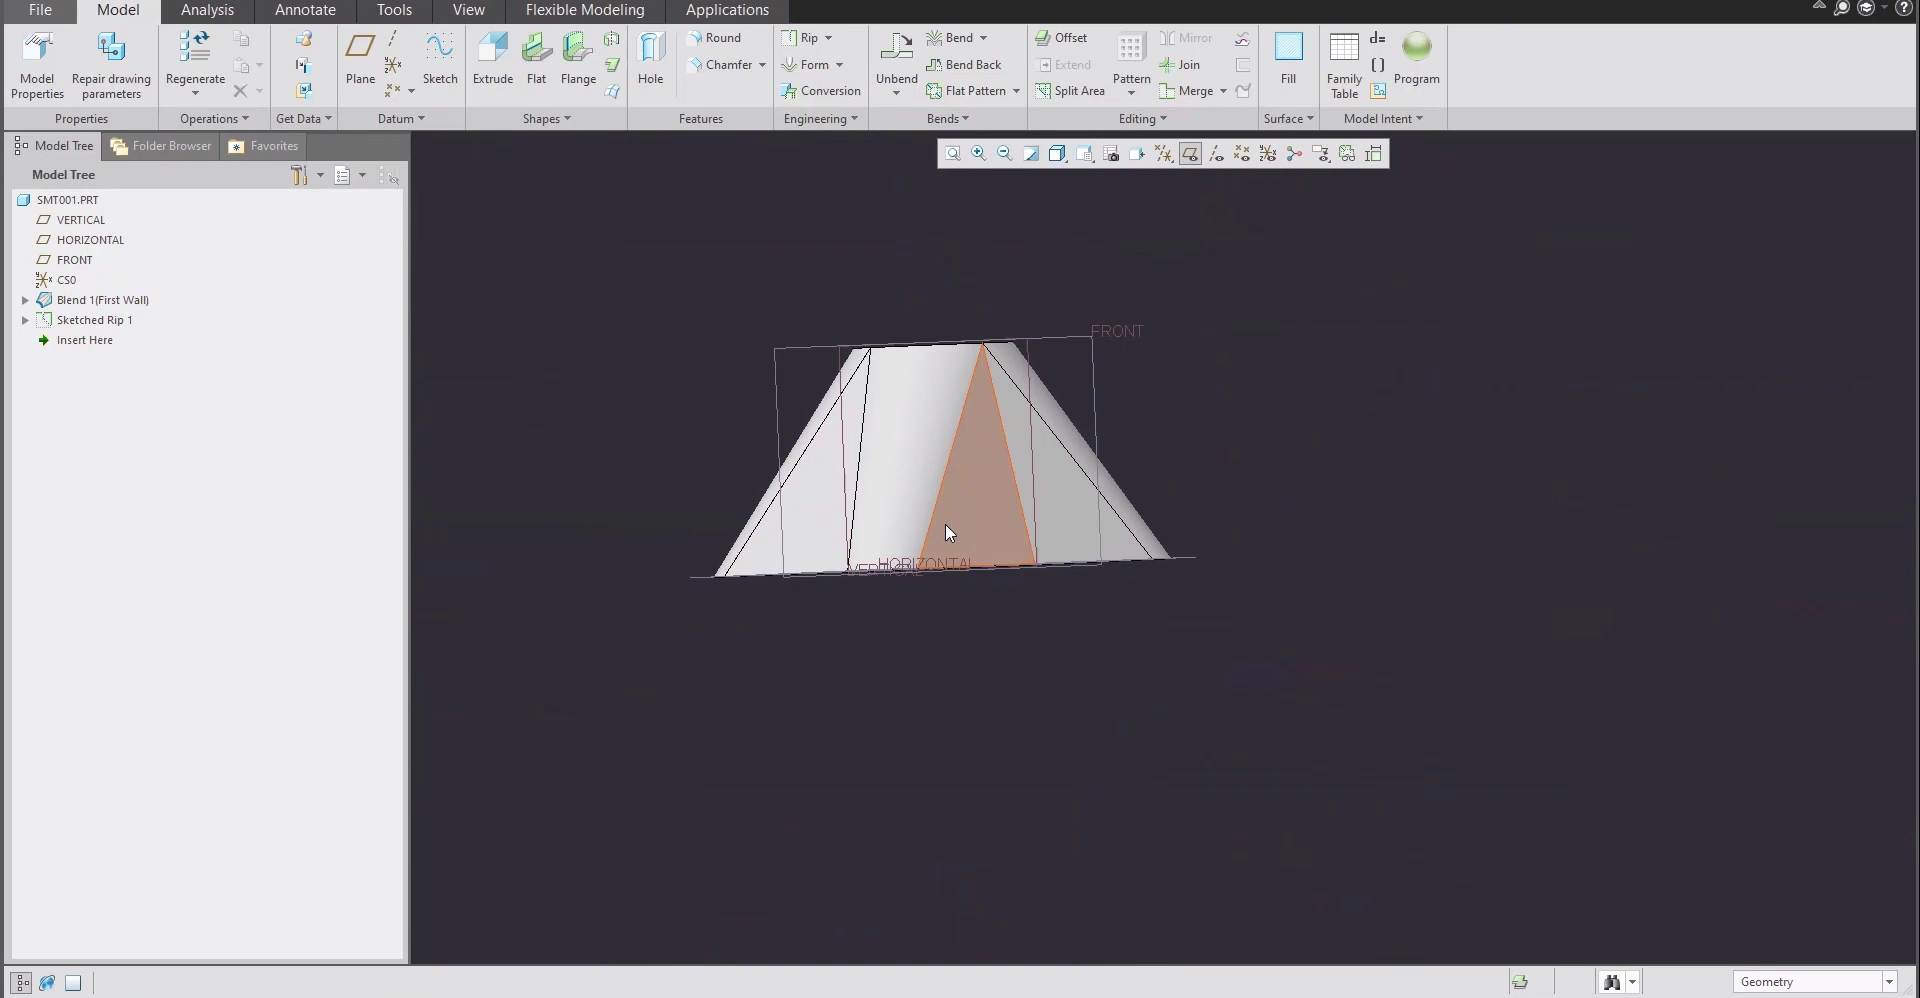 File Model Analysis Annotate Tools View Flexible Modeling Applications
Model Properties
Repair drawing parameters
Regenerate
Plane
Sketch
Extrude
Flat
Flange
Hole
Round
Chamfer
Rip
Form
Conversion
Unbend
Bend
Bend Back
Flat Pattern
Offset
Extend
Split Area
Pattern
Mirror
Join
Merge
Fill
Family Table
d=
Program
Properties Operations Get Data Datum Shapes Features Engineering Bends Editing Surface Model Intent
Model Tree Folder Browser Favorites
Model Tree
SMT001.PRT
VERTICAL
HORIZONTAL
FRONT
CS0
Blend 1(First Wall)
Sketched Rip 1
Insert Here
FRONT
HORIZONTAL
VERTICAL
Geometry